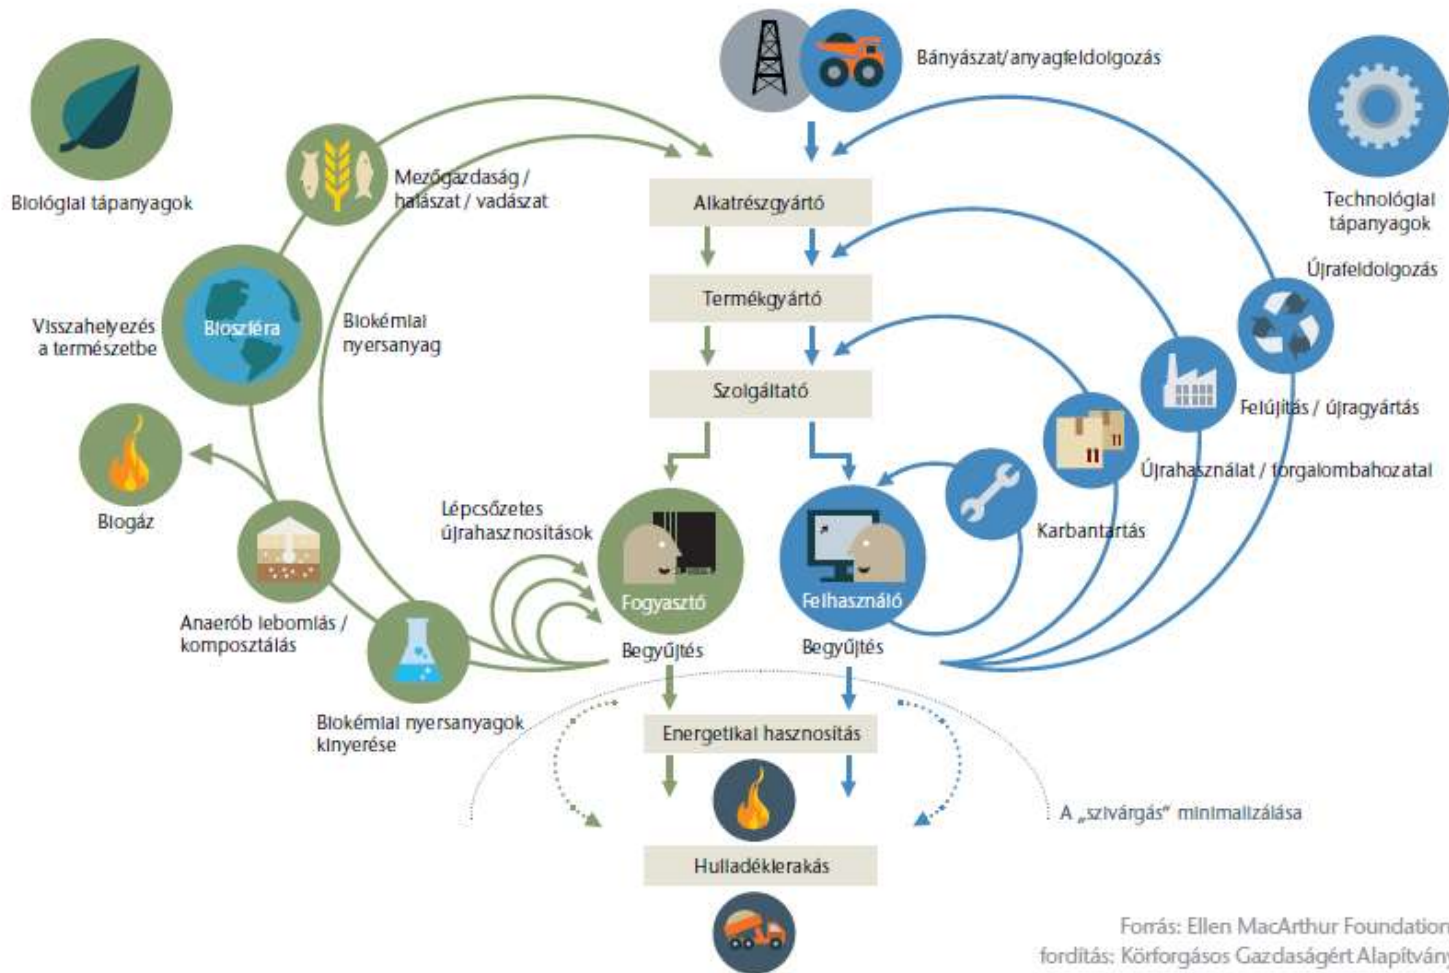 Bányászat/anyagfeldolgozás
Biológiai tápanyagok
Mezőgazdaság /
halászat / vadászat
Technológiai
tápanyagok
Alkatrészgyártó
Újrafeldolgozás
Termékgyártó
Visszahelyezés
a természetbe
Bioszféra
Biokémiai
nyersanyag
Szolgáltató
Felújítás / újragyártás
Újrahasználat / forgalombahozatal
Biogáz
Lépcsőzetes
újrahasznosítások
Karbantartás
Fogyasztó
Felhasználó
Anaerób lebomlás /
komposztálás
Begyűjtés
Begyűjtés
Biokémiai nyersanyagok
kinyerése
Energetikai hasznosítás
A „szivárgás“ minimalizálása
Hulladéklerakás
Forrás: Ellen MacArthur Foundation
fordítás: Körforgásos Gazdaságért Alapítvány